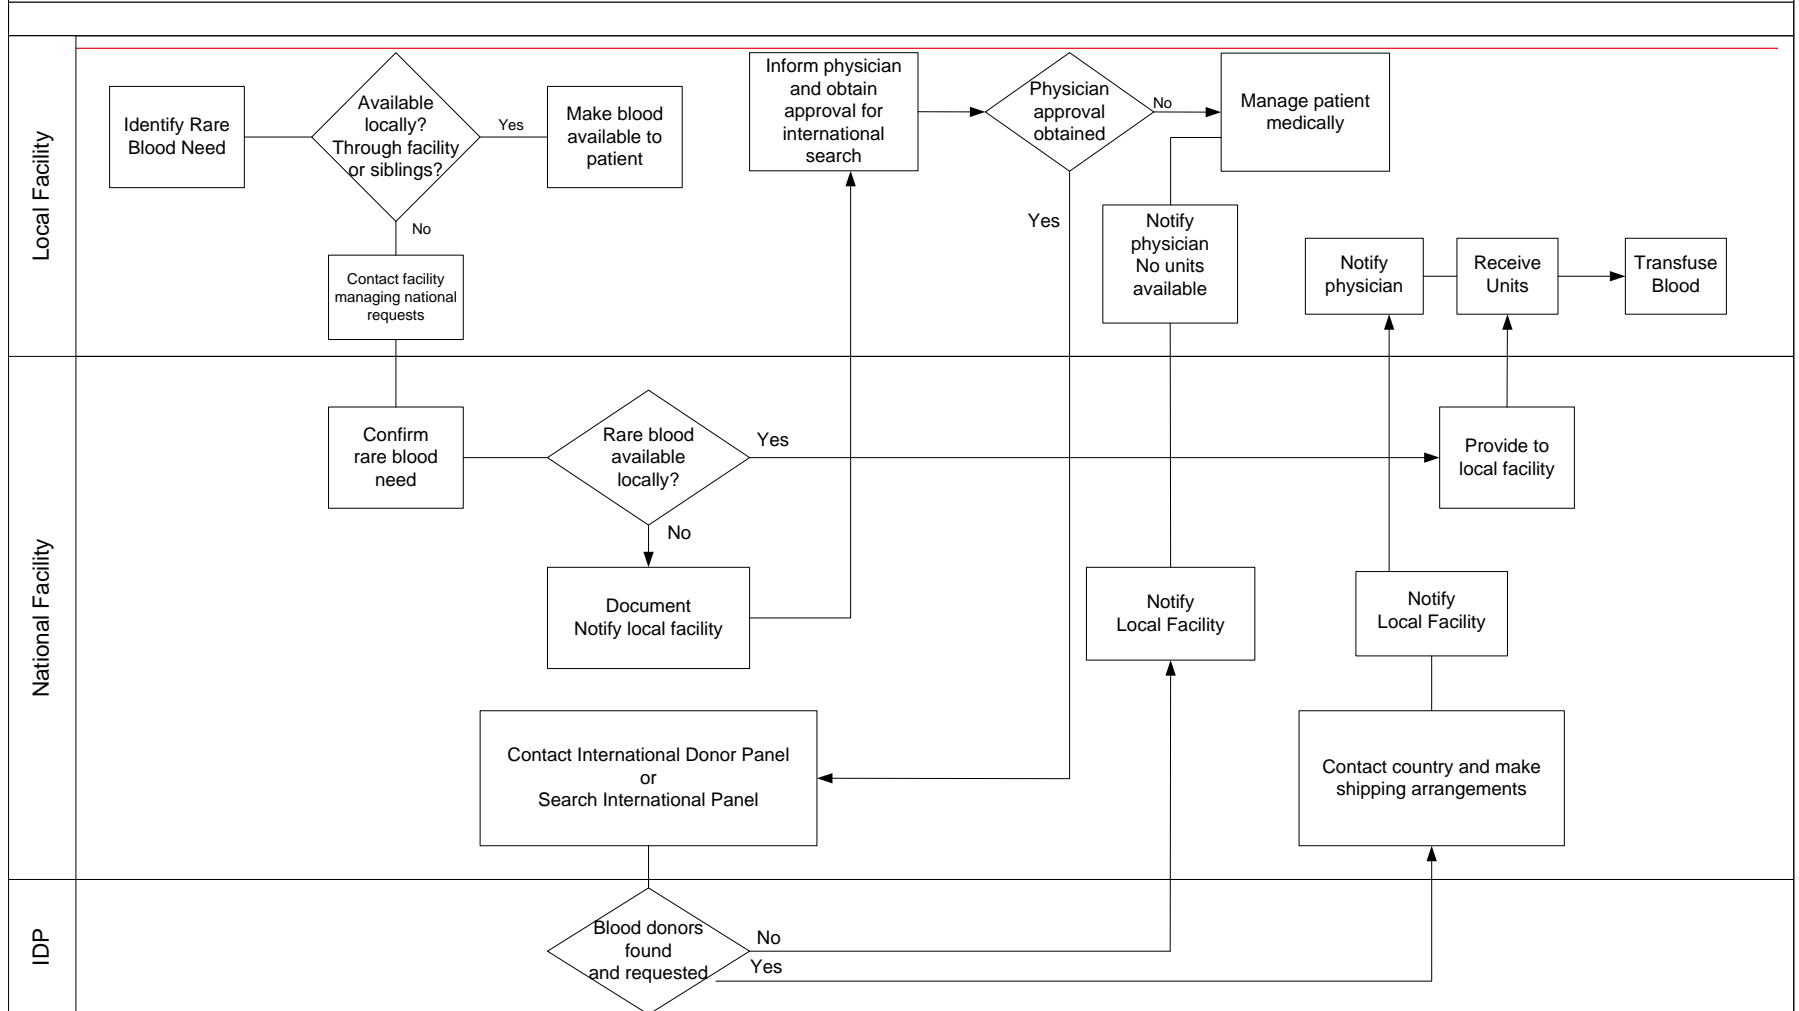 Local Facility
Identify Rare
Blood Need
Available
locally?
Through facility
or siblings?
Yes
Make blood
available to
patient
No
Contact facility
managing national
requests
Inform physician
and obtain
approval for
international
search
Physician
approval
obtained
No
Manage patient
medically
Yes
Notify
physician
No units
available
Notify
physician
Receive
Units
Transfuse
Blood
National Facility
Confirm
rare blood
need
Rare blood
available
locally?
Yes
No
Provide to
local facility
Document
Notify local facility
Notify
Local Facility
Notify
Local Facility
Contact International Donor Panel
or
Search International Panel
Contact country and make
shipping arrangements
IDP
Blood donors
found
and requested
No
Yes